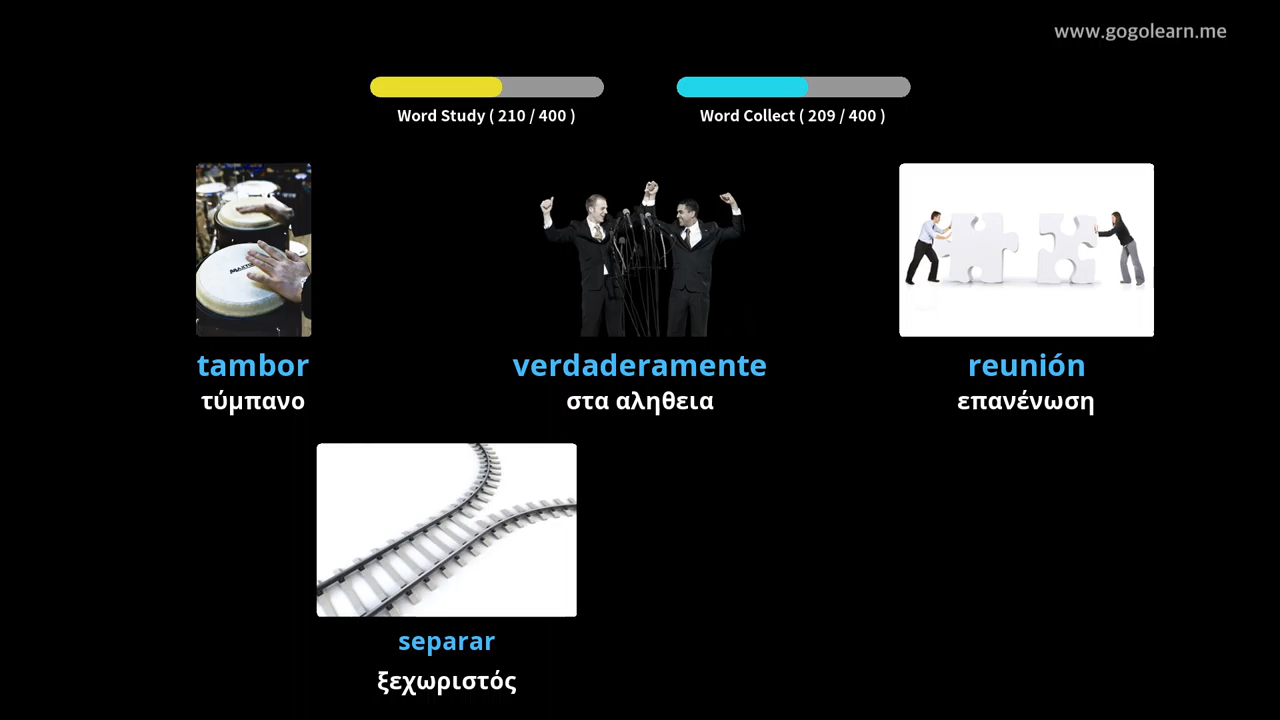 www.gogolearn.me
Word Study ( 210 / 400 )
Word Collect ( 209 / 400 )
tambor
τύμπανο
verdaderamente
στα αληθεια
reunión
επανένωση
separar
ξεχωριστός